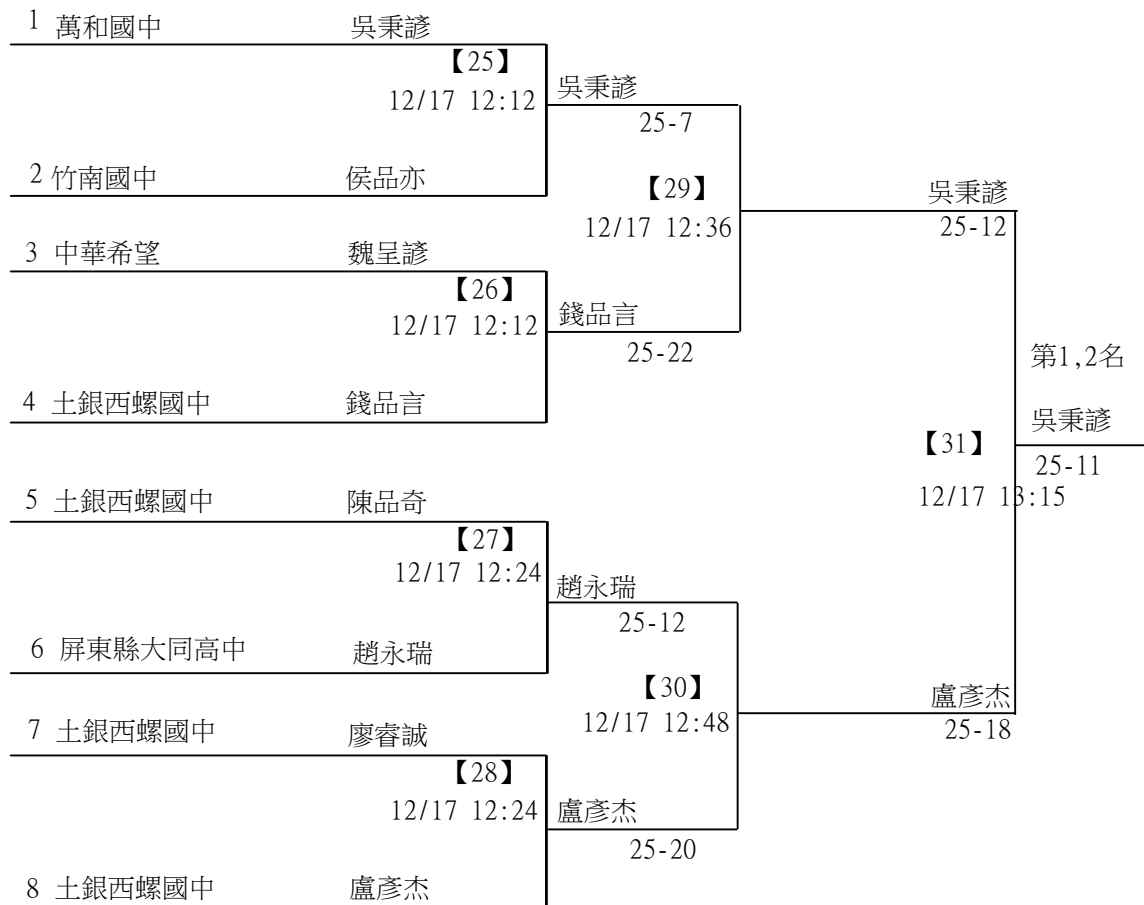 1 萬和國中 吳秉諺
【25】
12/17 12:12
吳秉諺
25-7
2 竹南國中 侯品亦
【29】
12/17 12:36
吳秉諺
25-12
3 中華希望 魏呈諺
【26】
12/17 12:12
錢品言
25-22
第1,2名
4 土銀西螺國中 錢品言
吳秉諺
【31】
25-11
12/17 13:15
5 土銀西螺國中 陳品奇
【27】
12/17 12:24
趙永瑞
25-12
6 屏東縣大同高中 趙永瑞
【30】
12/17 12:48
盧彥杰
25-18
7 土銀西螺國中 廖睿誠
【28】
12/17 12:24
盧彥杰
25-20
8 土銀西螺國中 盧彥杰